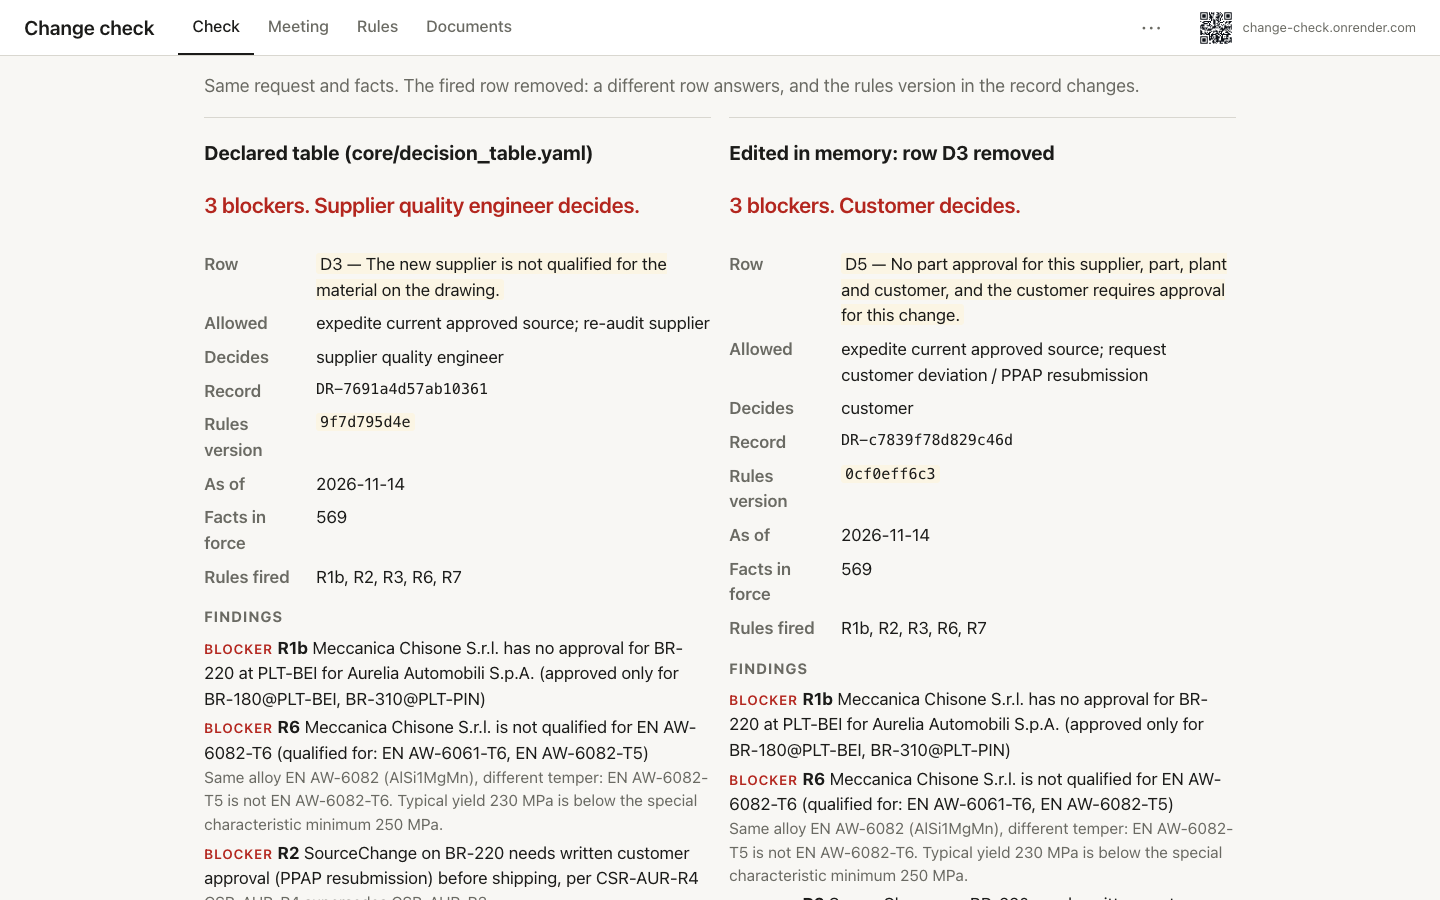 Change check
Check
Meeting
Rules
Documents
···
change-check.onrender.com
Same request and facts. The fired row removed: a different row answers, and the rules version in the record changes.
Declared table (core/decision_table.yaml)
3 blockers. Supplier quality engineer decides.
Row
D3 — The new supplier is not qualified for the
material on the drawing.
Allowed
expedite current approved source; re-audit supplier
Decides
supplier quality engineer
Record
DR-7691a4d57ab10361
Rules
version
9f7d795d4e
As of
2026-11-14
Facts in
force
569
Rules fired
R1b, R2, R3, R6, R7
FINDINGS
BLOCKER R1b Meccanica Chisone S.r.l. has no approval for BR-
220 at PLT-BEI for Aurelia Automobili S.p.A. (approved only for
BR-180@PLT-BEI, BR-310@PLT-PIN)
BLOCKER R6 Meccanica Chisone S.r.l. is not qualified for EN AW-
6082-T6 (qualified for: EN AW-6061-T6, EN AW-6082-T5)
Same alloy EN AW-6082 (AlSi1MgMn), different temper: EN AW-6082-
T5 is not EN AW-6082-T6. Typical yield 230 MPa is below the special
characteristic minimum 250 MPa.
BLOCKER R2 SourceChange on BR-220 needs written customer
approval (PPAP resubmission) before shipping, per CSR-AUR-R4
Edited in memory: row D3 removed
3 blockers. Customer decides.
Row
D5 — No part approval for this supplier, part, plant
and customer, and the customer requires approval
for this change.
Allowed
expedite current approved source; request
customer deviation / PPAP resubmission
Decides
customer
Record
DR-c7839f78d829c46d
Rules
version
0cf0eff6c3
As of
2026-11-14
Facts in
force
569
Rules fired
R1b, R2, R3, R6, R7
FINDINGS
BLOCKER R1b Meccanica Chisone S.r.l. has no approval for BR-
220 at PLT-BEI for Aurelia Automobili S.p.A. (approved only for
BR-180@PLT-BEI, BR-310@PLT-PIN)
BLOCKER R6 Meccanica Chisone S.r.l. is not qualified for EN AW-
6082-T6 (qualified for: EN AW-6061-T6, EN AW-6082-T5)
Same alloy EN AW-6082 (AlSi1MgMn), different temper: EN AW-6082-
T5 is not EN AW-6082-T6. Typical yield 230 MPa is below the special
characteristic minimum 250 MPa.